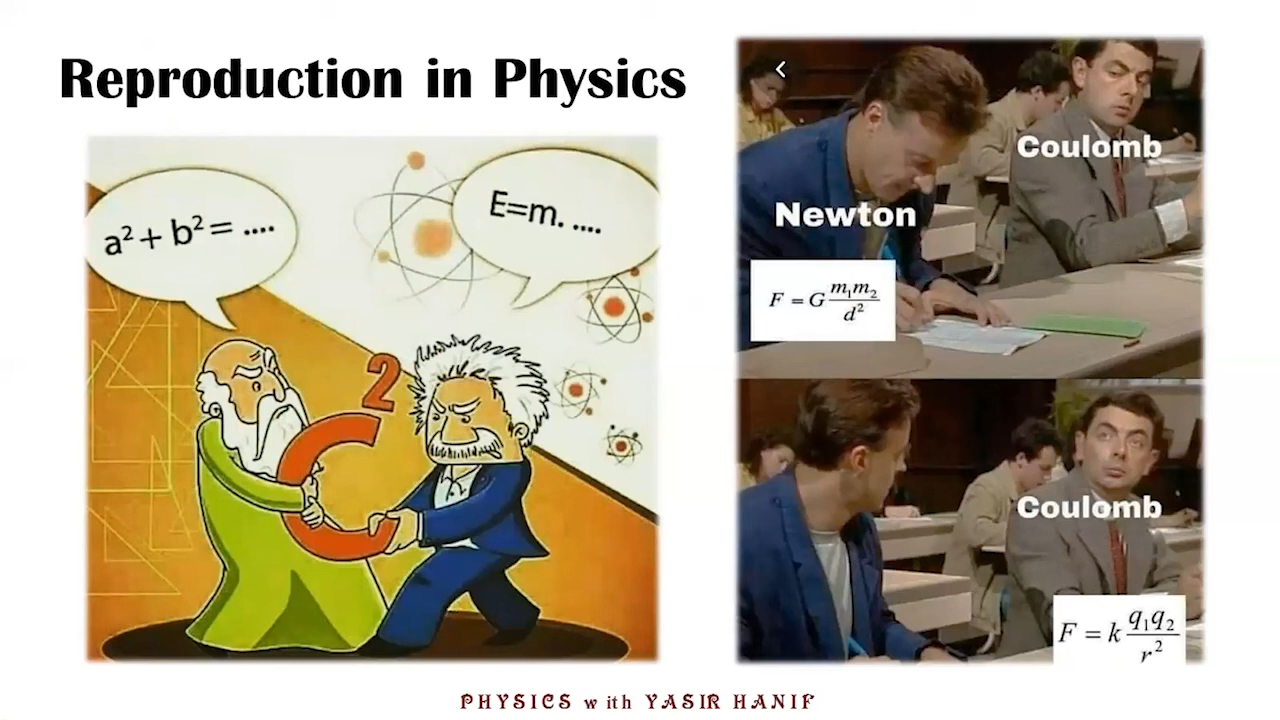 Reproduction in Physics
a² + b² = ....
E=m. ....
C²
Coulomb
Newton
F = G m₁m₂ / d²
Coulomb
F = k q₁q₂ / r²
PHYSICS with YASIR HANIF